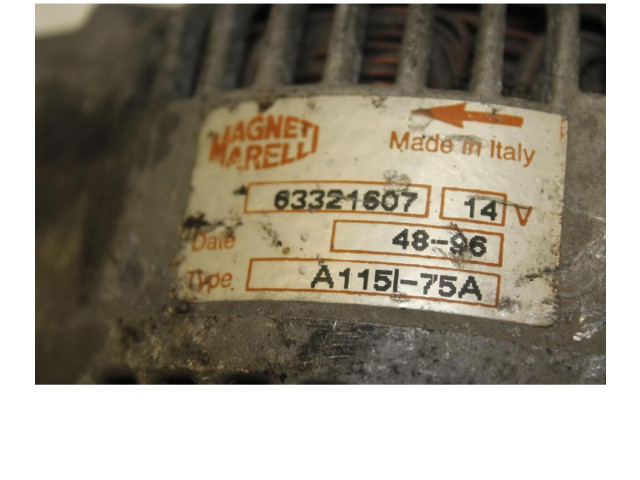 MAGNETI
MARELLI
Made in Italy
63321607 14 V
Date 48-96
Type A115I-75A